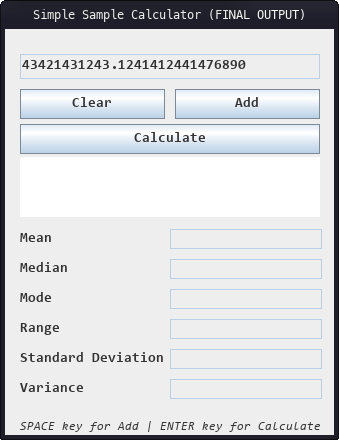 Simple Sample Calculator (FINAL OUTPUT)
43421431243.1241412441476890
Clear Add
Calculate
Mean
Median
Mode
Range
Standard Deviation
Variance
SPACE key for Add | ENTER key for Calculate